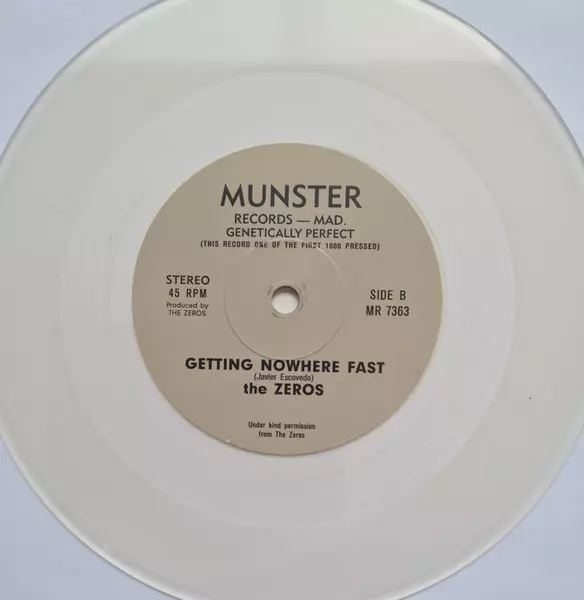 MUNSTER
RECORDS — MAD.
GENETICALLY PERFECT
(THIS RECORD ONE OF THE FIRST 1000 PRESSED)
STEREO
45 RPM
Produced by
THE ZEROS
SIDE B
MR 7363
GETTING NOWHERE FAST
(Javier Escovedo)
the ZEROS
Under kind permission
from The Zeros